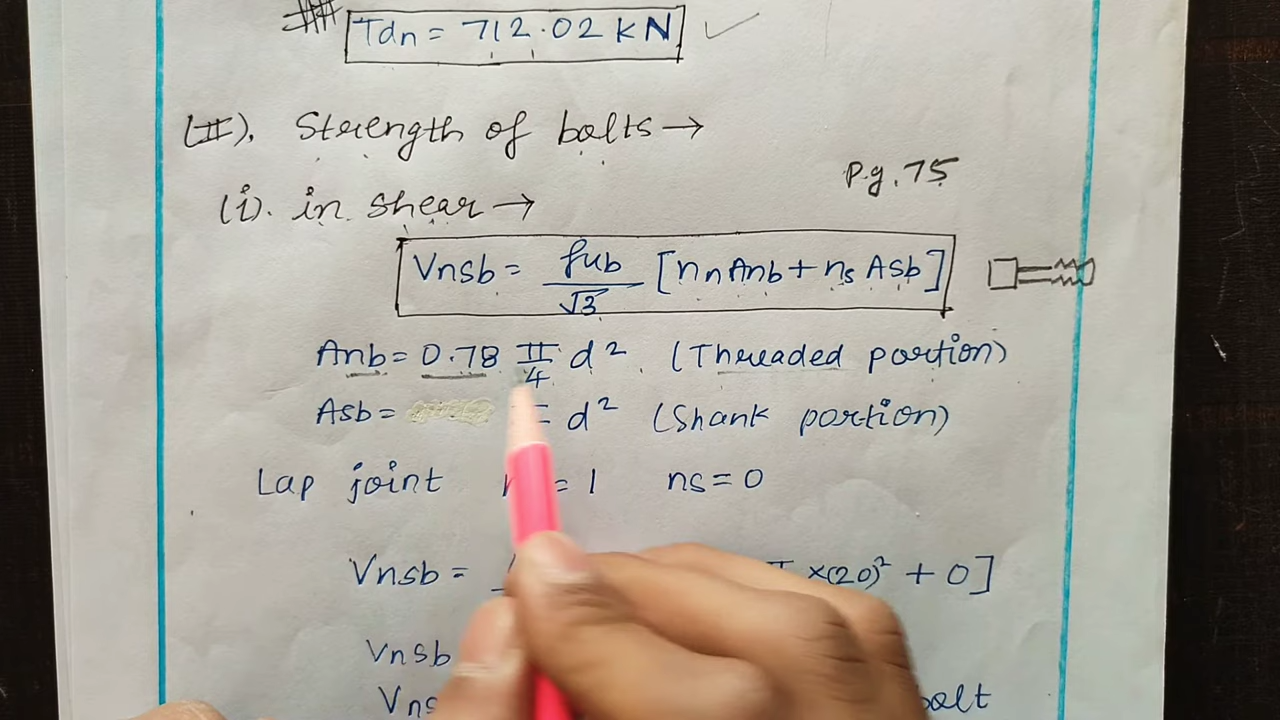 Tdn = 712.02 KN
(II). Strength of bolts →
P.g. 75
(i). in shear →
Vnsb = fub/√3 [nn Anb + ns Asb]
Anb = 0.78 π/4 d² (Threaded portion)
Asb = d² (Shank portion)
Lap joint = 1 ns = 0
Vnsb = ×(20)² + 0]
Vnsb